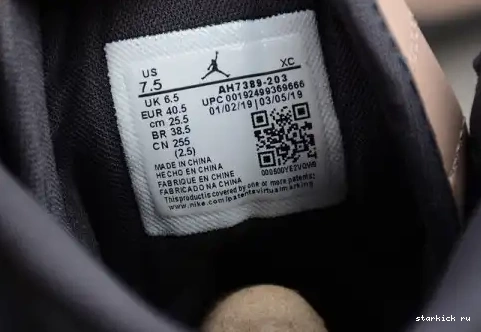 US
7.5
XC
UK 6.5
EUR 40.5
cm 25.5
BR 38.5
CN 255
(2.5)
AH7389-203
UPC 00192499369666
01/02/19 | 03/05/19
MADE IN CHINA
HECHO EN CHINA
FABRIQUE EN CHINE
FABRICADO NA CHINA
This product is covered by one or more patents:
www.nike.com/patentsvirtualmarking
starkick ru